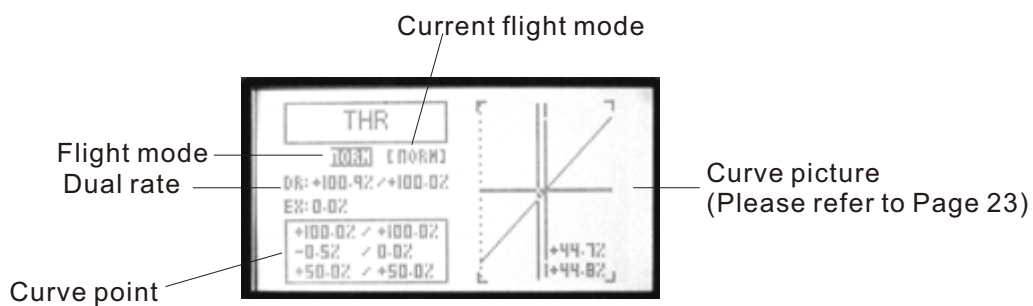 Current flight mode
THR
Flight mode
NORM [NORM]
Dual rate
DR:+100.9%/+100.0%
EX:0.0%
Curve picture
(Please refer to Page 23)
+100.0% / +100.0%
-0.5% / 0.0%
+50.0% / +50.0%
+44.7%
+44.8%
Curve point